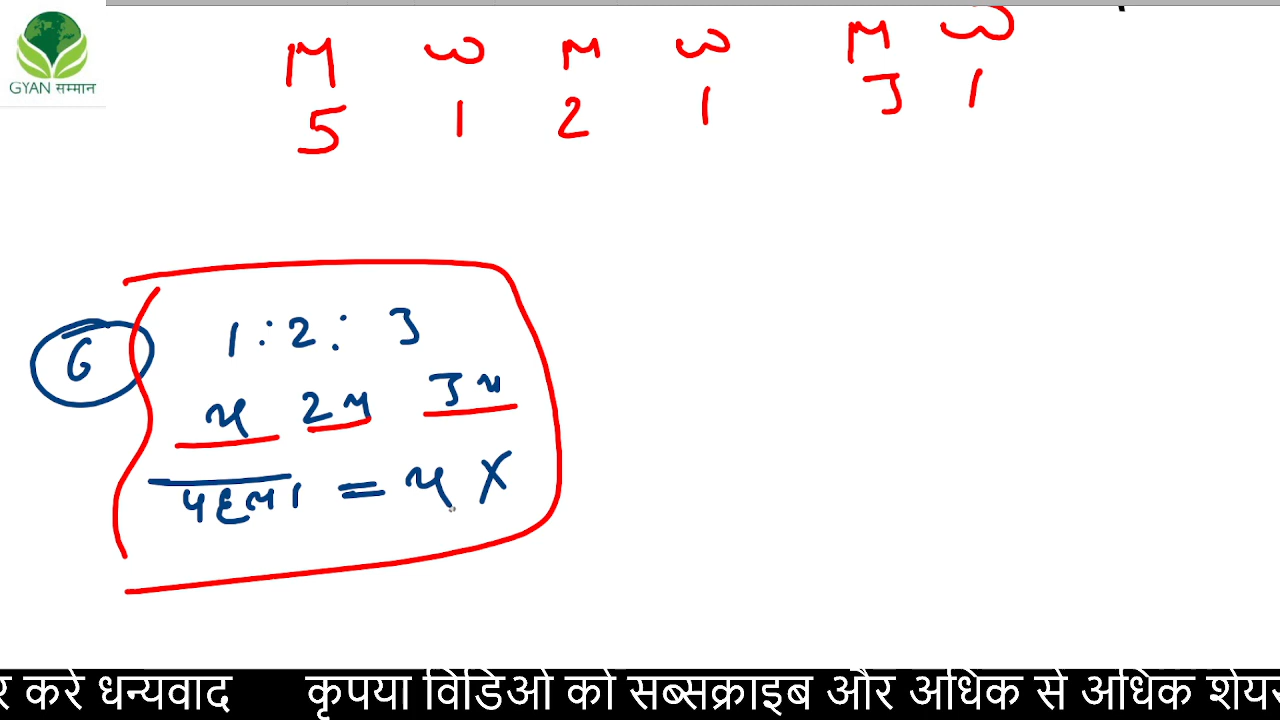 GYAN सम्मान
M W M W M W
5 1 2 1 3 1
6
1 : 2 : 3
x 2x 3x
पहला = x X
र करे धन्यवाद कृपया विडिओ को सब्सक्राइब और अधिक से अधिक शेयर